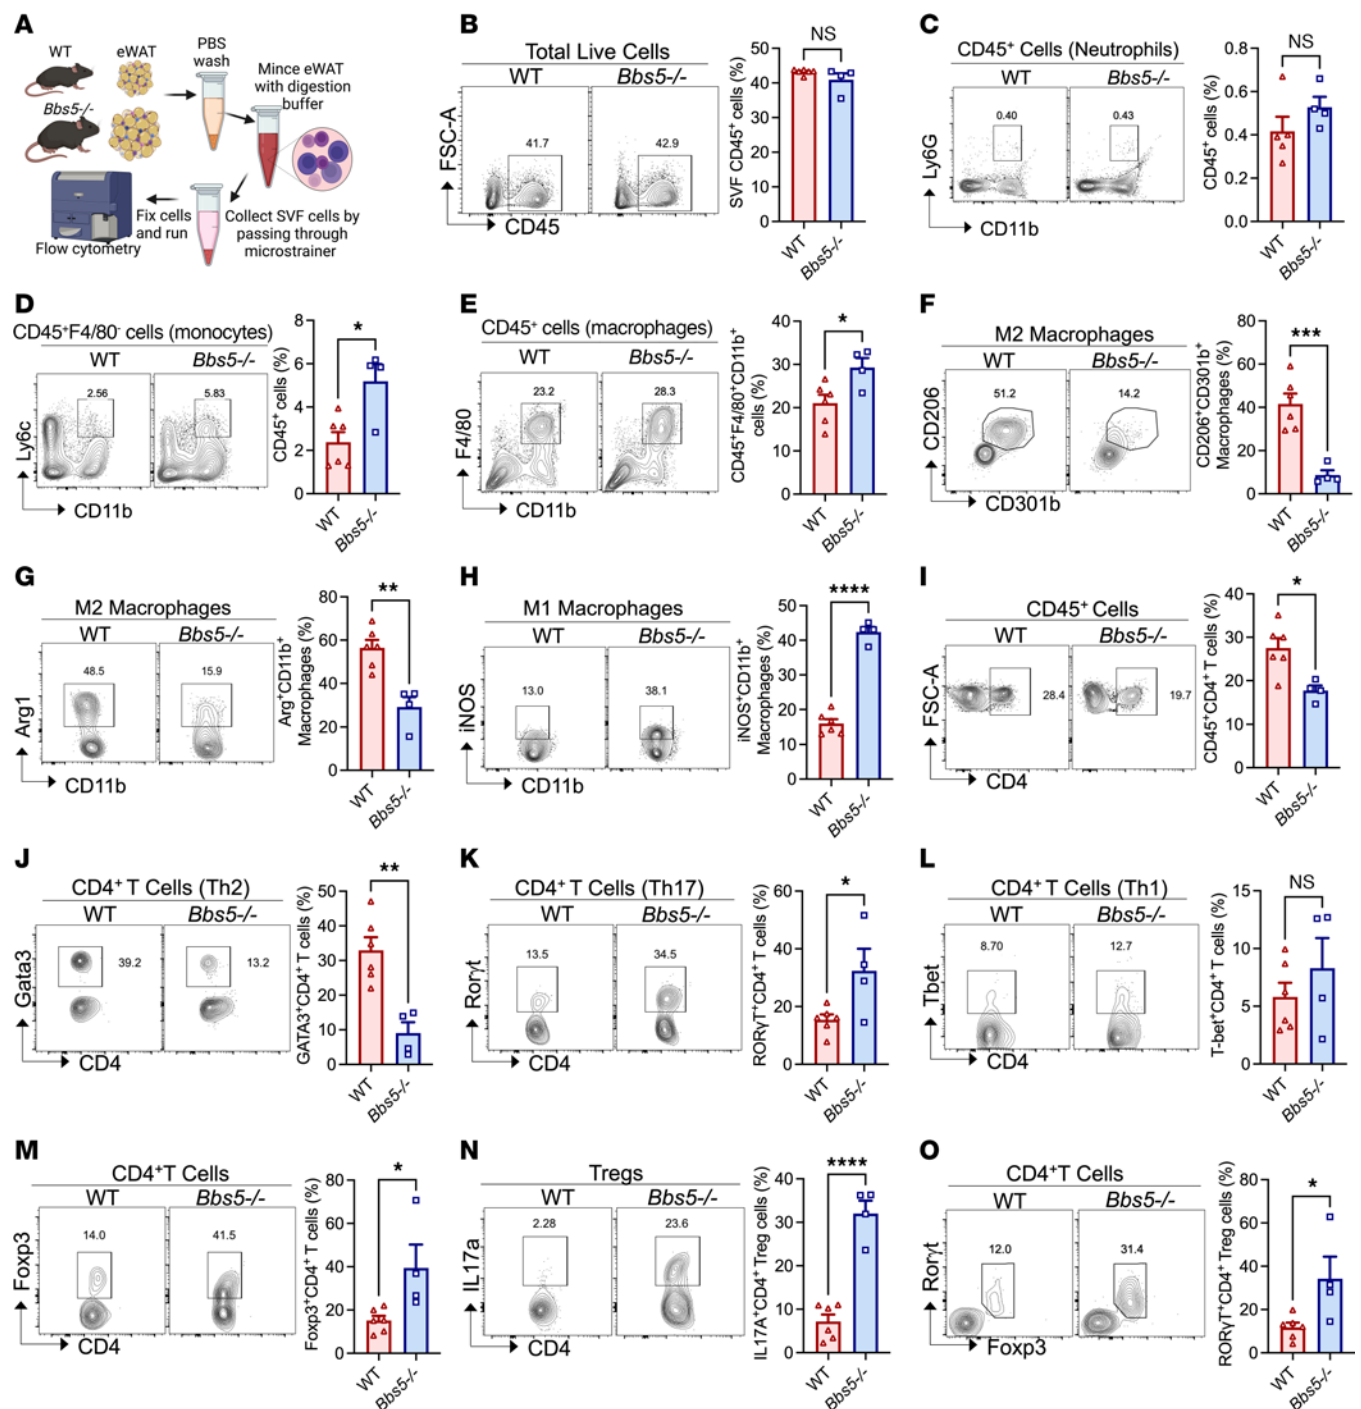 A
WT
eWAT
PBS
wash
Mince eWAT
with digestion
buffer
Bbs5-/-
Fix cells
and run
Flow cytometry
Collect SVF cells by
passing through
microstrainer
B
Total Live Cells
WT
Bbs5-/-
41.7
42.9
FSC-A
CD45
SVF CD45⁺ cells (%)
50
40
30
20
10
0
NS
WT
Bbs5-/-
C
CD45⁺ Cells (Neutrophils)
WT
Bbs5-/-
0.40
0.43
Ly6G
CD11b
CD45⁺ cells (%)
0.8
0.6
0.4
0.2
0.0
NS
WT
Bbs5-/-
D
CD45⁺F4/80⁻ cells (monocytes)
WT
Bbs5-/-
2.56
5.83
Ly6c
CD11b
CD45⁺ cells (%)
8
6
4
2
0
*
WT
Bbs5-/-
E
CD45⁺ cells (macrophages)
WT
Bbs5-/-
23.2
28.3
F4/80
CD11b
CD45⁺F4/80⁺CD11b⁺
cells (%)
40
30
20
10
0
*
WT
Bbs5-/-
F
M2 Macrophages
WT
Bbs5-/-
51.2
14.2
CD206
CD301b
CD206⁺CD301b⁺
Macrophages (%)
80
60
40
20
0
***
WT
Bbs5-/-
G
M2 Macrophages
WT
Bbs5-/-
48.5
15.9
Arg1
CD11b
Arg⁺CD11b⁺
Macrophages (%)
80
60
40
20
0
**
WT
Bbs5-/-
H
M1 Macrophages
WT
Bbs5-/-
13.0
38.1
iNOS
CD11b
iNOS⁺CD11b⁺
Macrophages (%)
50
40
30
20
10
0
****
WT
Bbs5-/-
I
CD45⁺ Cells
WT
Bbs5-/-
28.4
19.7
FSC-A
CD4
CD45⁺CD4⁺ T cells (%)
40
30
20
10
0
*
WT
Bbs5-/-
J
CD4⁺ T Cells (Th2)
WT
Bbs5-/-
39.2
13.2
Gata3
CD4
GATA3⁺CD4⁺ T cells (%)
50
40
30
20
10
0
**
WT
Bbs5-/-
K
CD4⁺ T Cells (Th17)
WT
Bbs5-/-
13.5
34.5
Rorγt
CD4
RORγT⁺CD4⁺ T cells (%)
60
40
20
0
*
WT
Bbs5-/-
L
CD4⁺ T Cells (Th1)
WT
Bbs5-/-
8.70
12.7
Tbet
CD4
T-bet⁺CD4⁺ T cells (%)
15
10
5
0
NS
WT
Bbs5-/-
M
CD4⁺T Cells
WT
Bbs5-/-
14.0
41.5
Foxp3
CD4
Foxp3⁺CD4⁺ T cells (%)
80
60
40
20
0
*
WT
Bbs5-/-
N
Tregs
WT
Bbs5-/-
2.28
23.6
IL17a
CD4
IL17A⁺CD4⁺ Treg cells (%)
40
30
20
10
0
****
WT
Bbs5-/-
O
CD4⁺T Cells
WT
Bbs5-/-
12.0
31.4
Rorγt
Foxp3
RORγT⁺CD4⁺ Treg cells (%)
80
60
40
20
0
*
WT
Bbs5-/-